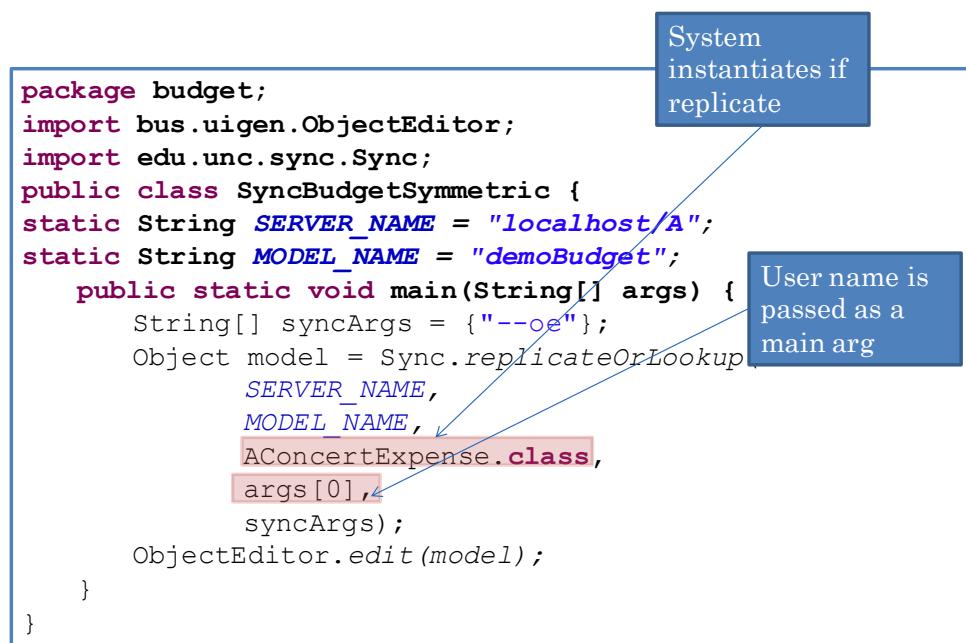 System
instantiates if
replicate
package budget;
import bus.uigen.ObjectEditor;
import edu.unc.sync.Sync;
public class SyncBudgetSymmetric {
static String SERVER_NAME = "localhost/A";
static String MODEL_NAME = "demoBudget";
public static void main(String[] args) {
User name is
passed as a
main arg
String[] syncArgs = {"--oe"};
Object model = Sync.replicateOrLookup(
SERVER_NAME,
MODEL_NAME,
AConcertExpense.class,
args[0],
syncArgs);
ObjectEditor.edit(model);
}
}